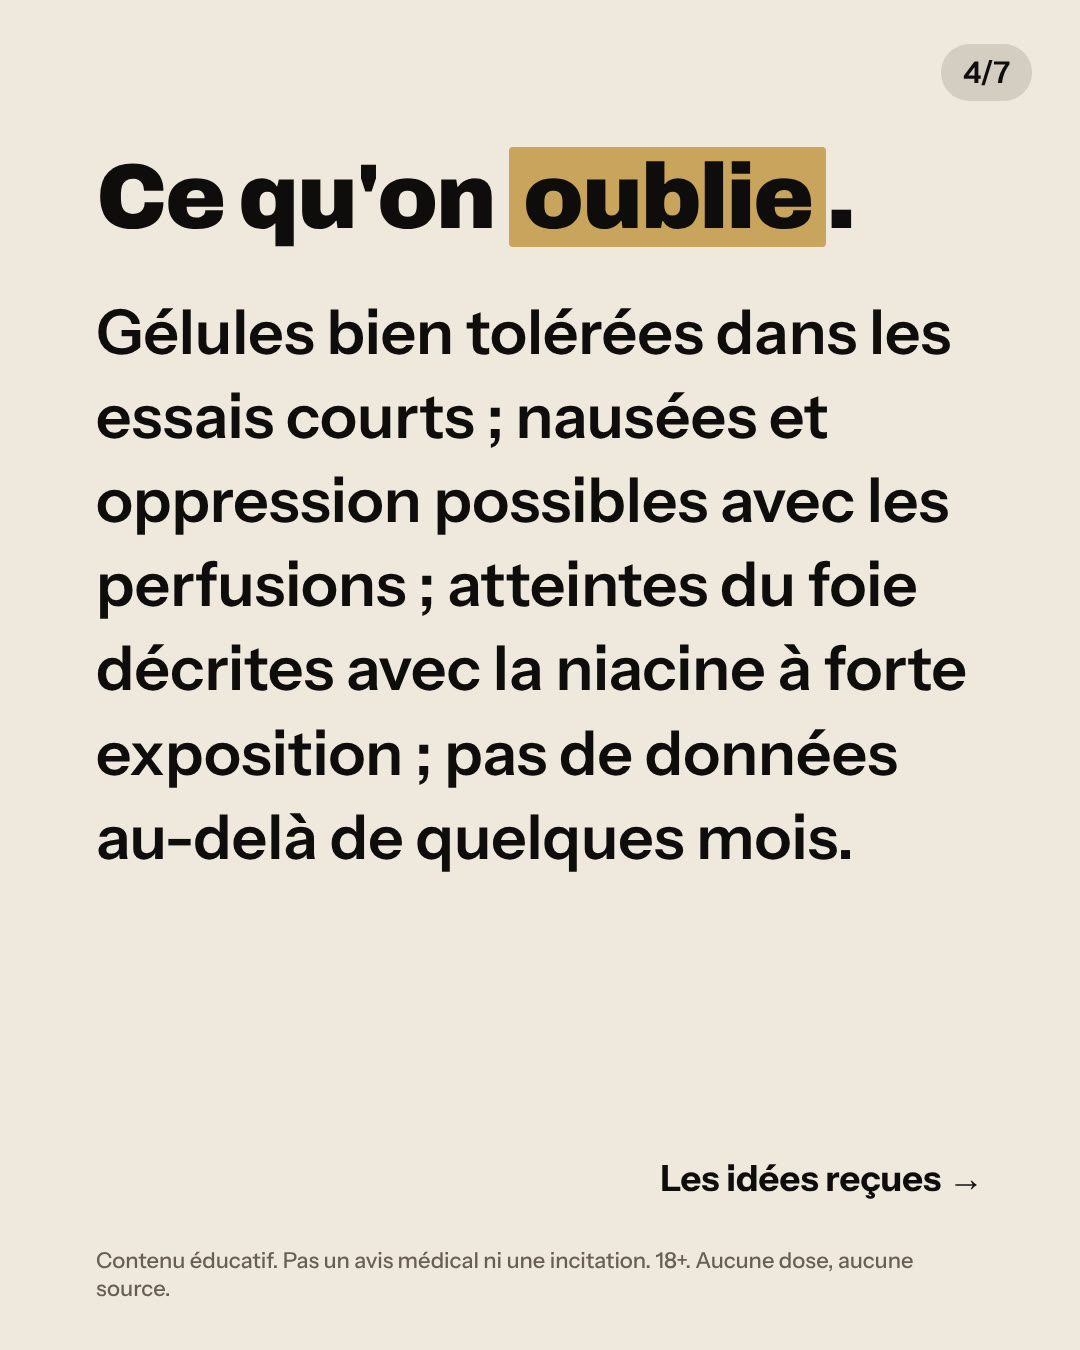 4/7
Ce qu'on oublie.
Gélules bien tolérées dans les
essais courts ; nausées et
oppression possibles avec les
perfusions ; atteintes du foie
décrites avec la niacine à forte
exposition ; pas de données
au-delà de quelques mois.
Les idées reçues →
Contenu éducatif. Pas un avis médical ni une incitation. 18+. Aucune dose, aucune
source.